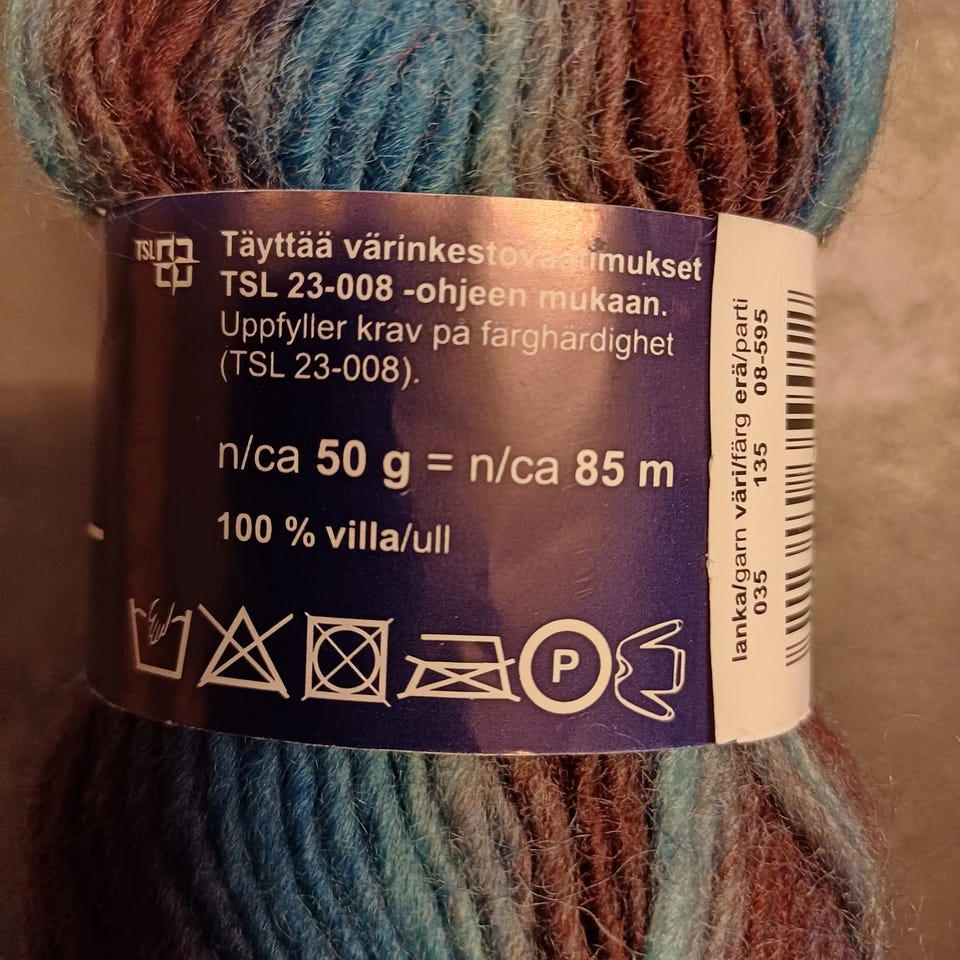 TSL
Täyttää värinkestovaatimukset
TSL 23-008 -ohjeen mukaan.
Uppfyller krav på färghärdighet
(TSL 23-008).
n/ca 50 g = n/ca 85 m
100 % villa/ull
P
lanka/garn väri/färg erä/parti
035 135 08-595